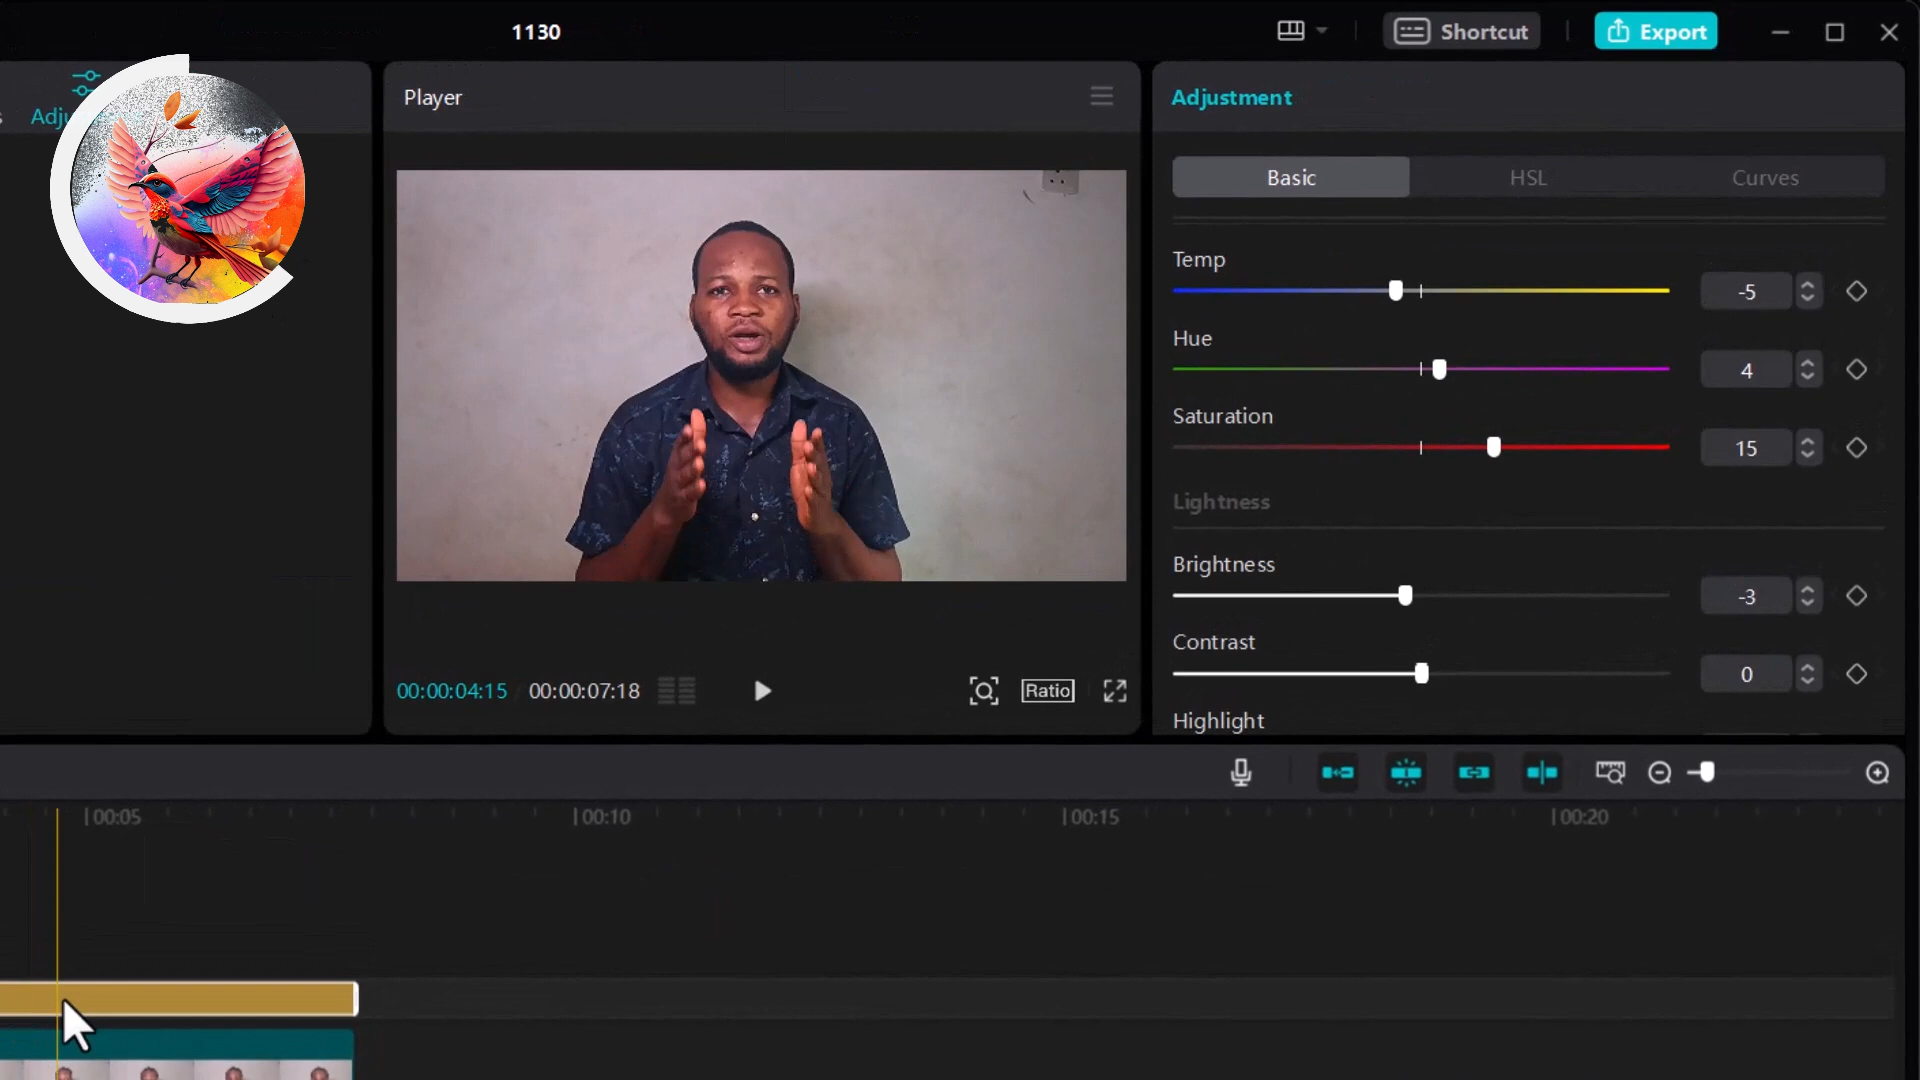 1130
Shortcut
Export
s
Adju
Player
Adjustment
Basic
HSL
Curves
Temp
-5
Hue
4
Saturation
15
Lightness
Brightness
-3
Contrast
0
Highlight
00:00:04:15
00:00:07:18
Ratio
00:05
00:10
00:15
00:20